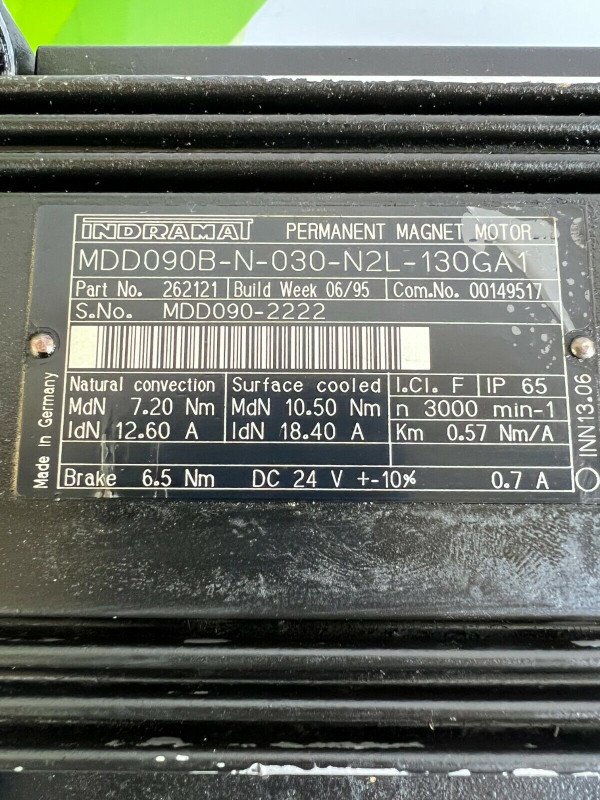 INDRAMAT PERMANENT MAGNET MOTOR
MDD090B-N-030-N2L-130GA1
Part No. 262121 Build Week 06/95 Com.No. 00149517
S.No. MDD090-2222
Natural convection Surface cooled I.Cl. F IP 65
MdN 7.20 Nm MdN 10.50 Nm n 3000 min-1
IdN 12.60 A IdN 18.40 A Km 0.57 Nm/A
Brake 6.5 Nm DC 24 V +-10% 0.7 A
Made in Germany
INN13.06